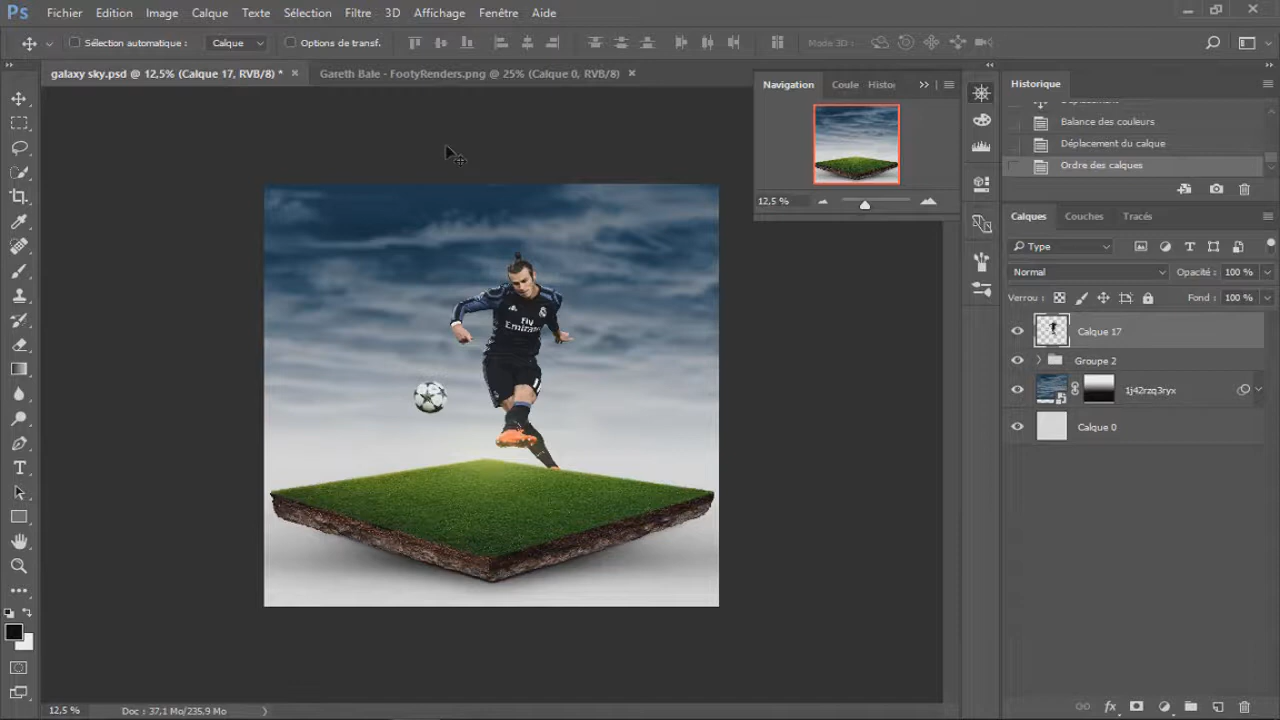 Ps Fichier Edition Image Calque Texte Sélection Filtre 3D Affichage Fenêtre Aide
Sélection automatique : Calque Options de transf. Mode 3D :
galaxy sky.psd @ 12,5% (Calque 17, RVB/8) * × Gareth Bale - FootyRenders.png @ 25% (Calque 0, RVB/8) ×
Navigation Coule Histo
12,5 %
Historique
Déplacement
Balance des couleurs
Déplacement du calque
Ordre des calques
Calques Couches Tracés
Type
Normal Opacité : 100 %
Verrou : Fond : 100 %
Calque 17
Groupe 2
1j42rzq3ryx
Calque 0
Fly
Emirates
12,5 % Doc : 37,1 Mo/235,9 Mo